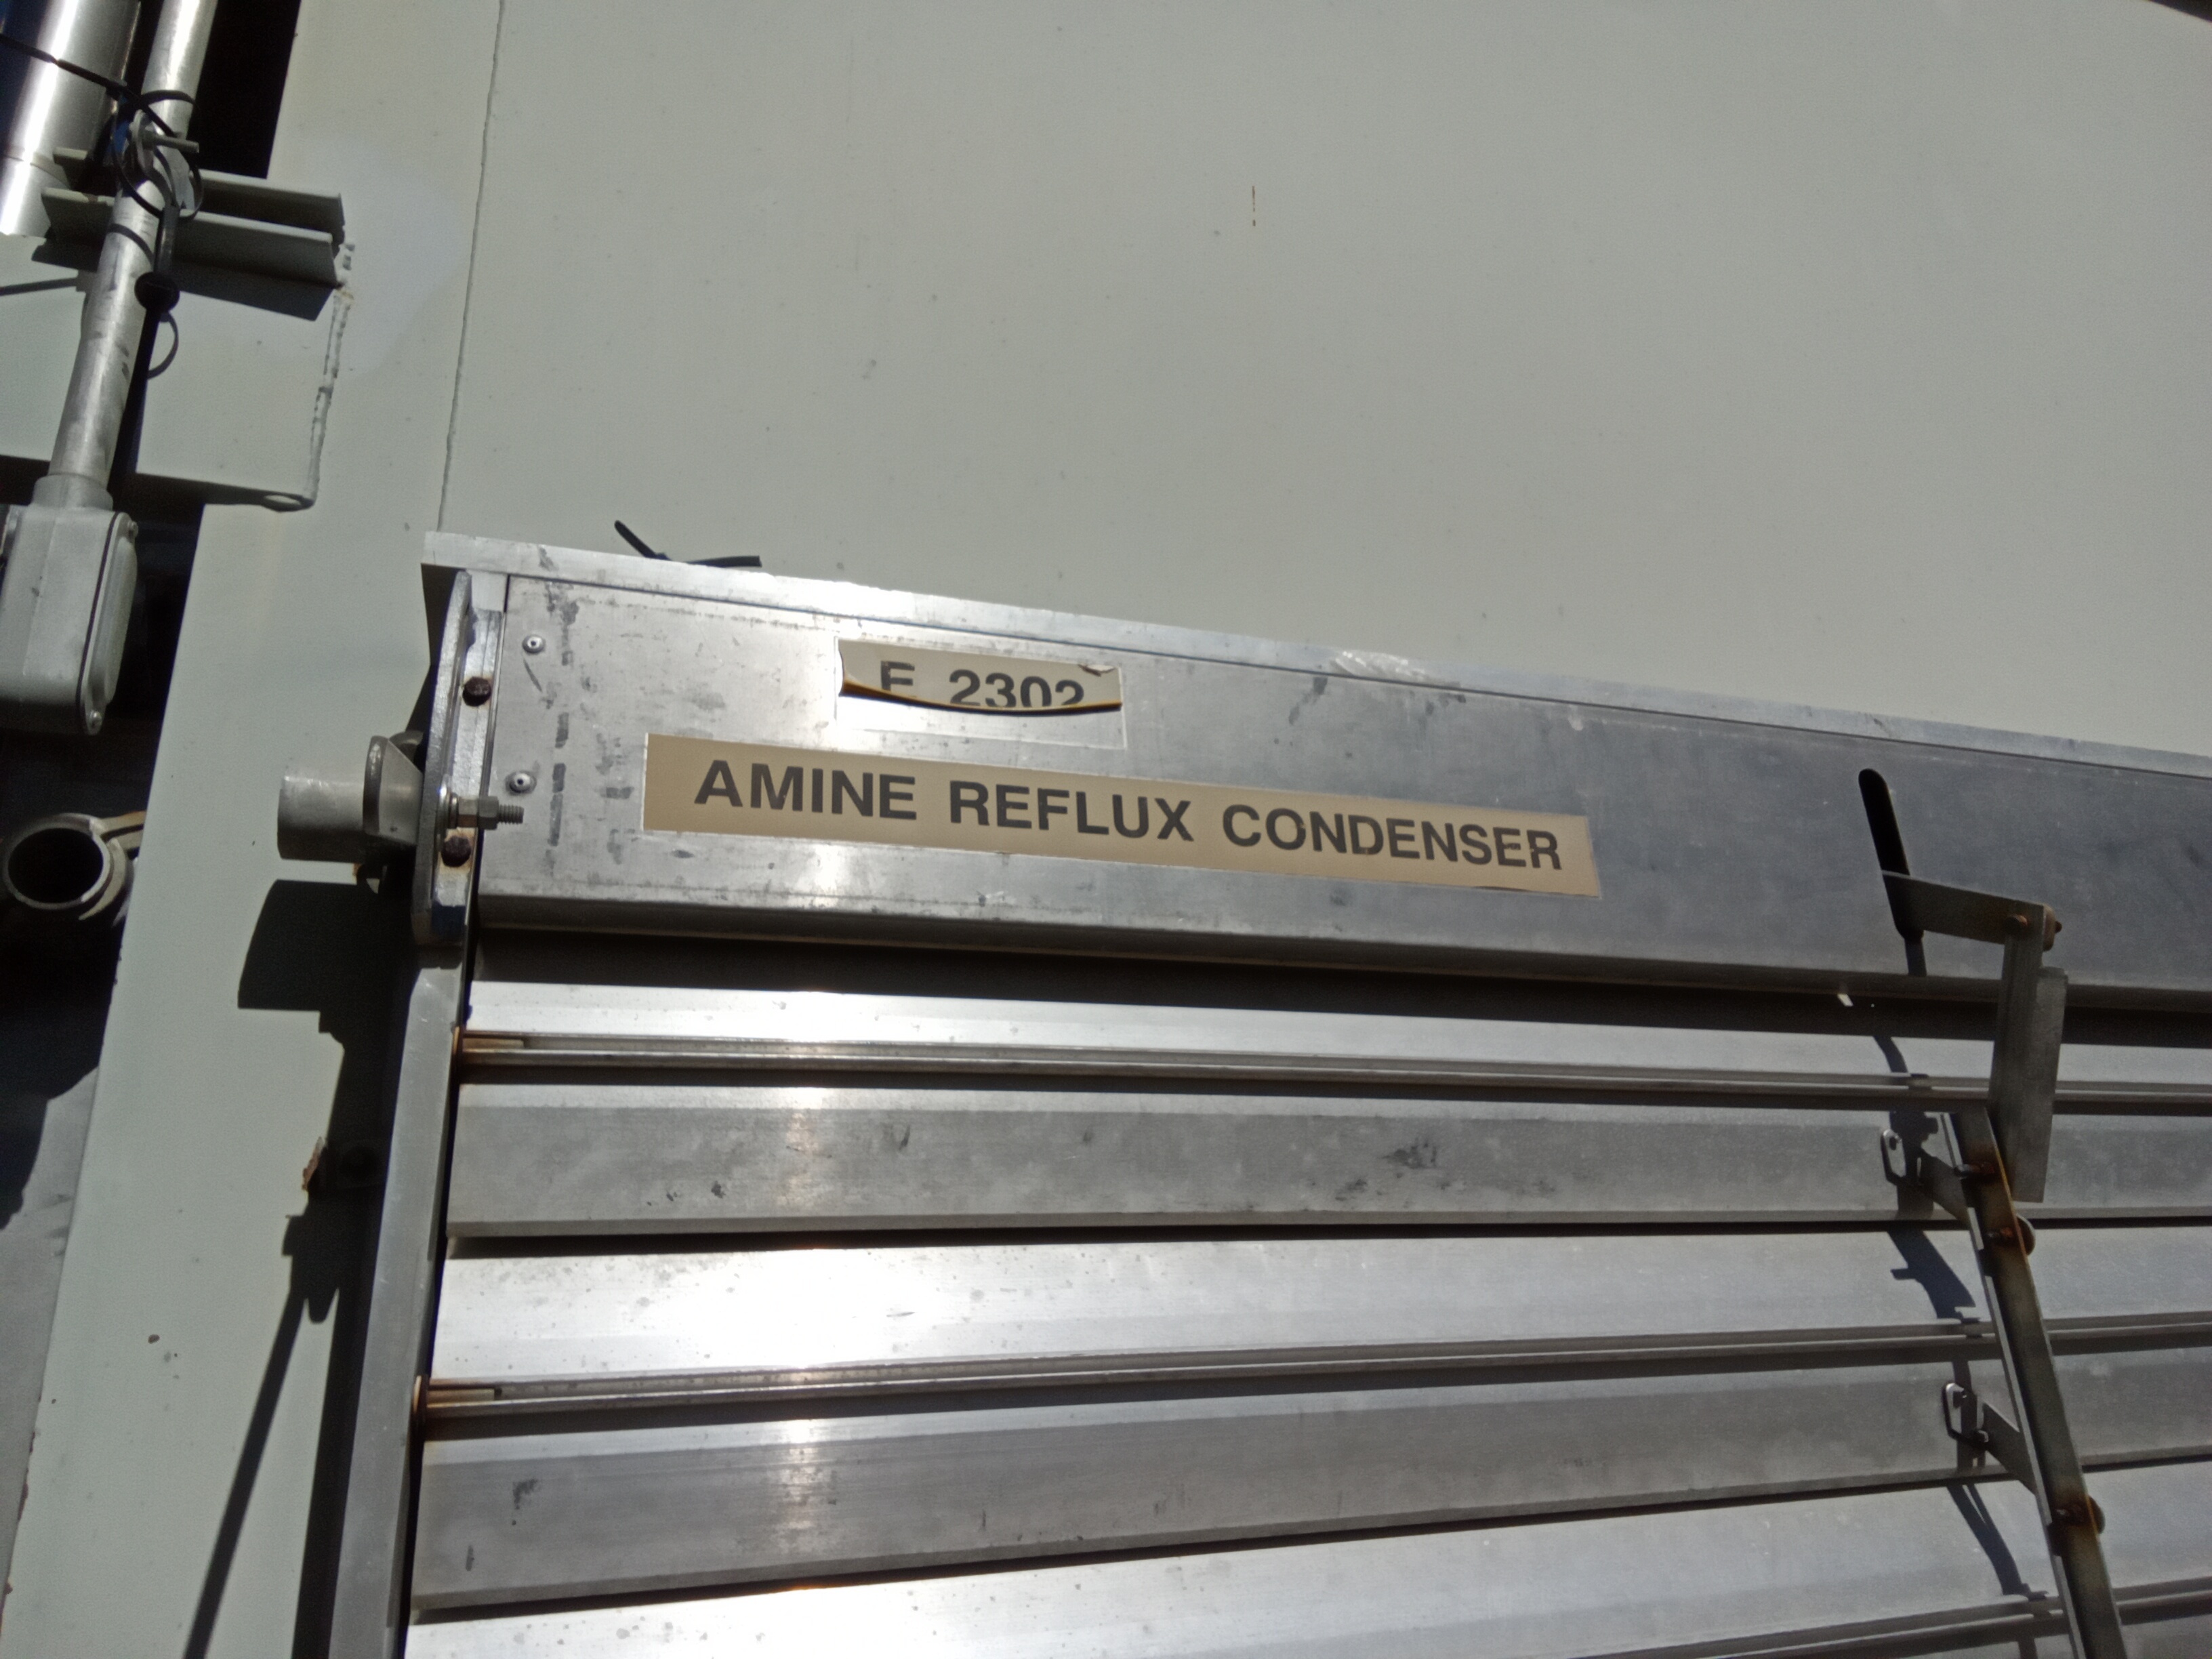 2302
AMINE REFLUX CONDENSER